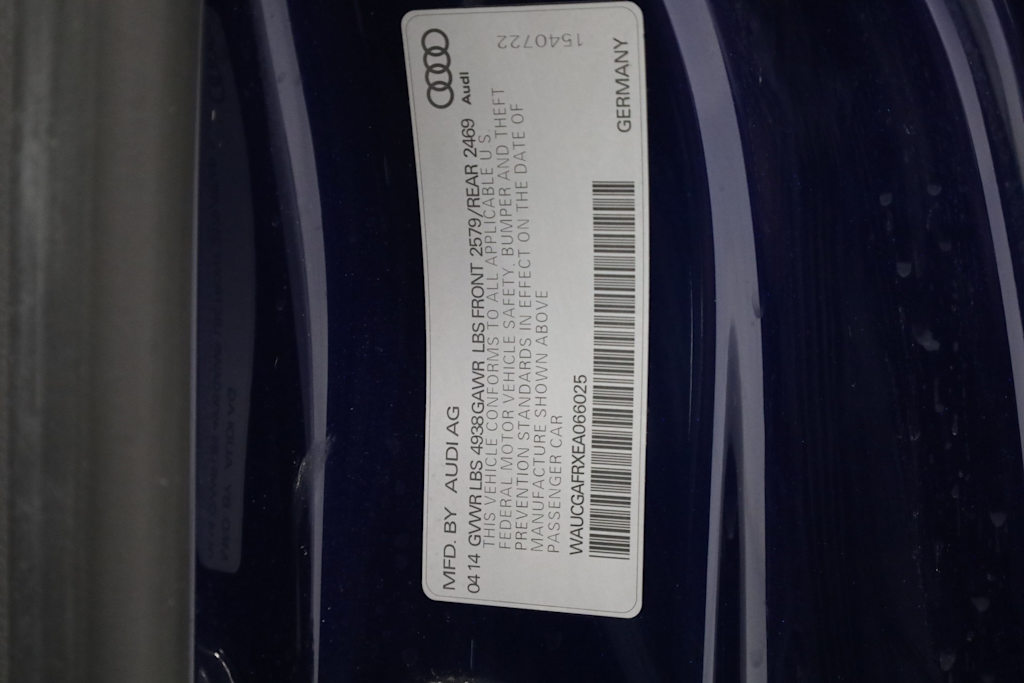 MFD. BY AUDI AG
0414 GVWR LBS 4938GAWR LBS FRONT 2579/REAR 2469
Audi
THIS VEHICLE CONFORMS TO ALL APPLICABLE U S
FEDERAL MOTOR VEHICLE SAFETY. BUMPER AND THEFT
PREVENTION STANDARDS IN EFFECT ON THE DATE OF
MANUFACTURE SHOWN ABOVE
PASSENGER CAR
WAUCGAFRXEA066025
1540722
GERMANY